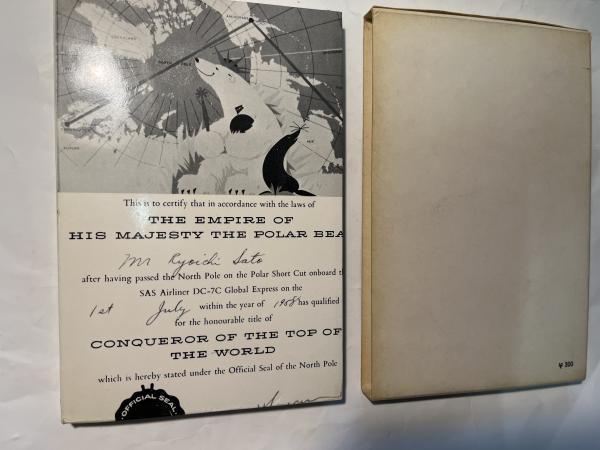 This is to certify that in accordance with the laws of
THE EMPIRE OF
HIS MAJESTY THE POLAR BEA
Mr Ryoichi Sato
after having passed the North Pole on the Polar Short Cut onboard t
SAS Airliner DC-7C Global Express on the
1st July within the year of 1958 has qualified
for the honourable title of
CONQUEROR OF THE TOP OF
THE WORLD
which is hereby stated under the Official Seal of the North Pole
OFFICIAL SEAL
¥ 300